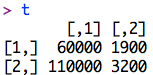 > t
[,1] [,2]
[1,] 60000 1900
[2,] 110000 3200